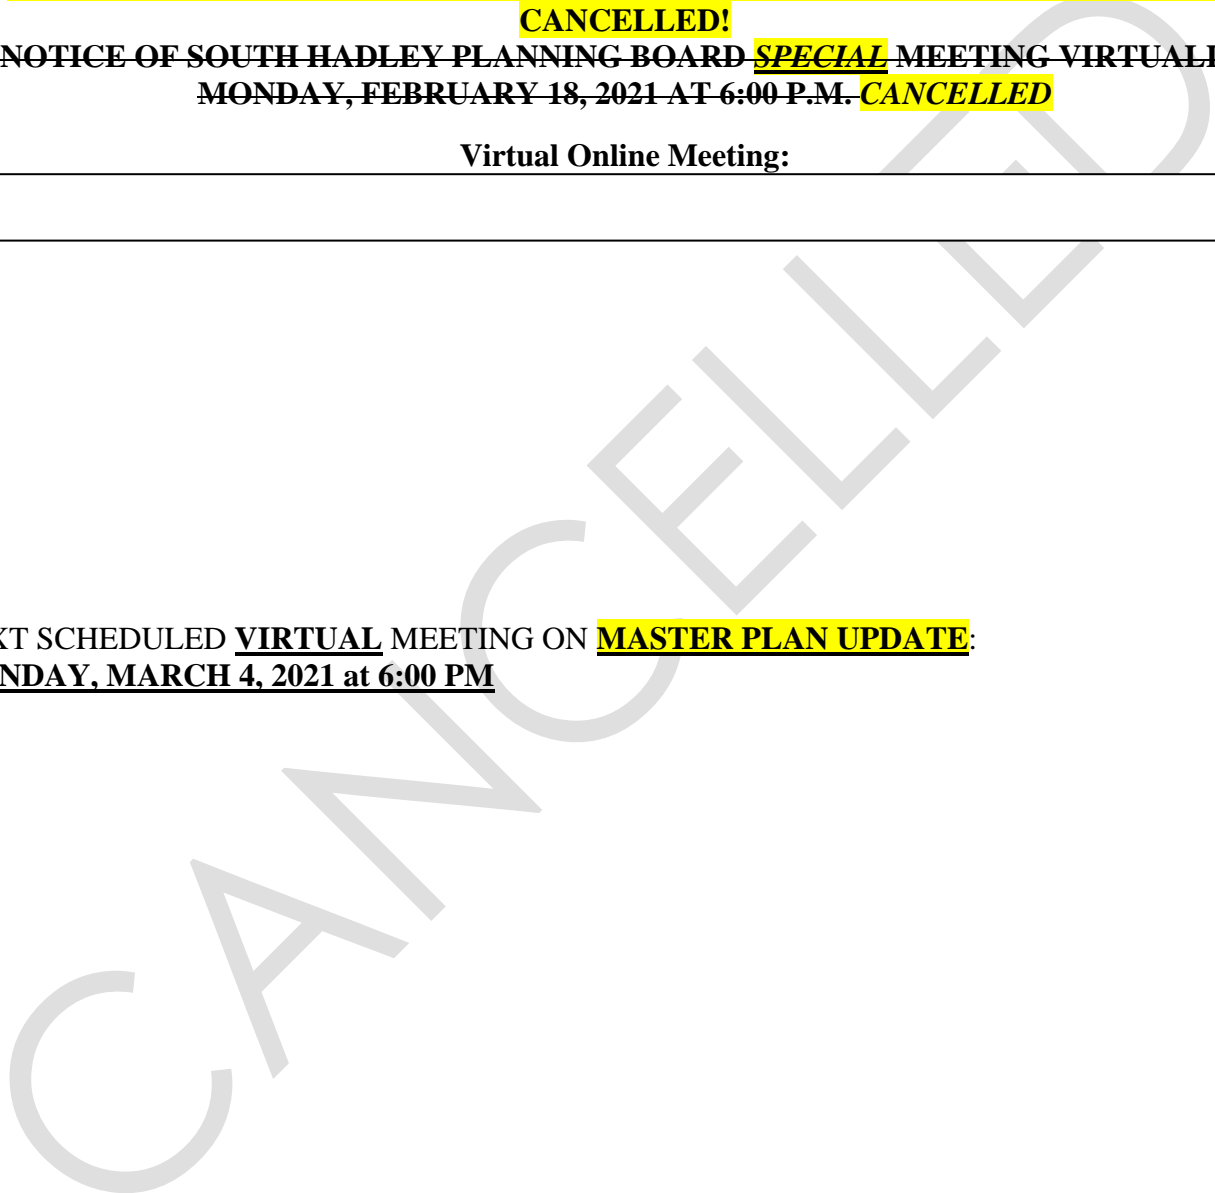 CANCELLED!
NOTICE OF SOUTH HADLEY PLANNING BOARD SPECIAL MEETING VIRTUALL
MONDAY, FEBRUARY 18, 2021 AT 6:00 P.M. CANCELLED
Virtual Online Meeting:
XT SCHEDULED VIRTUAL MEETING ON MASTER PLAN UPDATE:
NDAY, MARCH 4, 2021 at 6:00 PM
CANCELLED